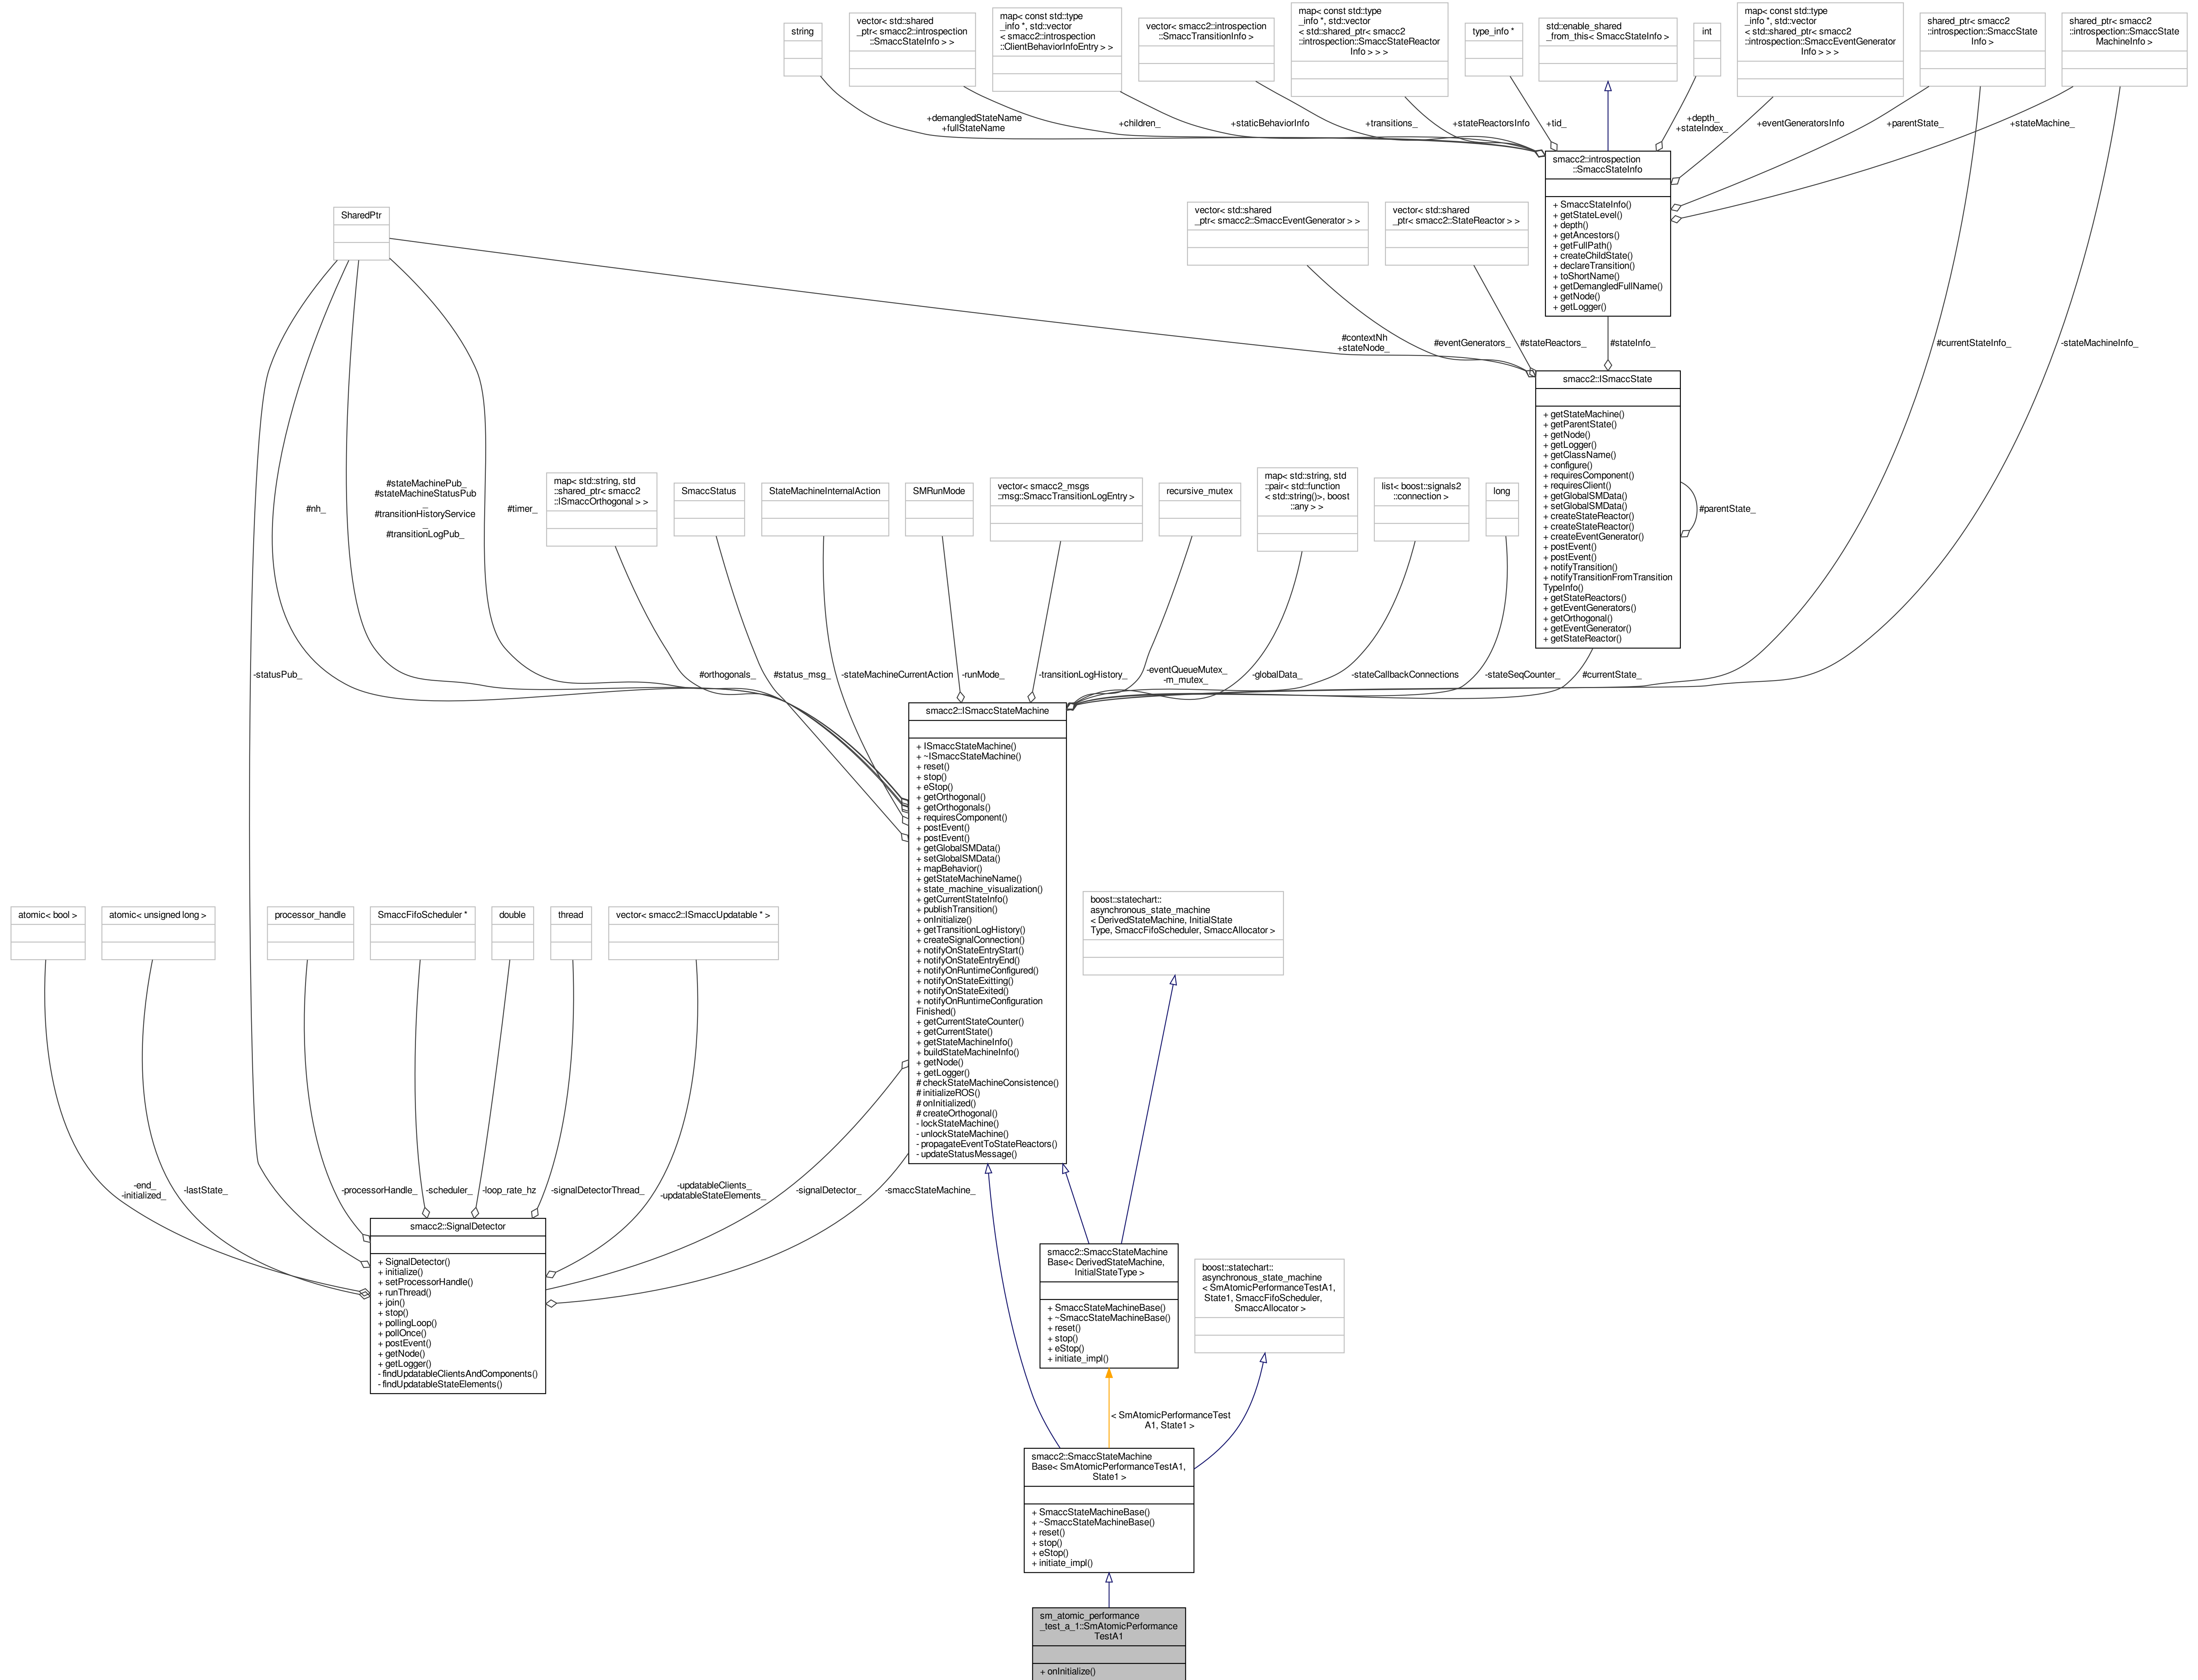 string
vector< std::shared
_ptr< smacc2::introspection
::SmaccStateInfo > >
map< const std::type
_info *, std::vector
< smacc2::introspection
::ClientBehaviorInfoEntry > >
vector< smacc2::introspection
::SmaccTransitionInfo >
map< const std::type
_info *, std::vector
< std::shared_ptr< smacc2
::introspection::SmaccStateReactor
Info > > >
type_info *
std::enable_shared
_from_this< SmaccStateInfo >
int
map< const std::type
_info *, std::vector
< std::shared_ptr< smacc2
::introspection::SmaccEventGenerator
Info > > >
shared_ptr< smacc2
::introspection::SmaccState
Info >
shared_ptr< smacc2
::introspection::SmaccState
MachineInfo >
+demangledStateName
+fullStateName
+children_
+staticBehaviorInfo
+transitions_
+stateReactorsInfo
+tid_
+depth_
+stateIndex_
+eventGeneratorsInfo
+parentState_
+stateMachine_
smacc2::introspection
::SmaccStateInfo
+ SmaccStateInfo()
+ getStateLevel()
+ depth()
+ getAncestors()
+ getFullPath()
+ createChildState()
+ declareTransition()
+ toShortName()
+ getDemangledFullName()
+ getNode()
+ getLogger()
SharedPtr
vector< std::shared
_ptr< smacc2::SmaccEventGenerator > >
vector< std::shared
_ptr< smacc2::StateReactor > >
#contextNh
+stateNode_
#eventGenerators_
#stateReactors_
#stateInfo_
#currentStateInfo_
-stateMachineInfo_
smacc2::ISmaccState
+ getStateMachine()
+ getParentState()
+ getNode()
+ getLogger()
+ getClassName()
+ configure()
+ requiresComponent()
+ requiresClient()
+ getGlobalSMData()
+ setGlobalSMData()
+ createStateReactor()
+ createStateReactor()
+ createEventGenerator()
+ postEvent()
+ postEvent()
+ notifyTransition()
+ notifyTransitionFromTransition
TypeInfo()
+ getStateReactors()
+ getEventGenerators()
+ getOrthogonal()
+ getEventGenerator()
+ getStateReactor()
#parentState_
#nh_
#stateMachinePub_
#stateMachineStatusPub
_
#transitionHistoryService
_
#transitionLogPub_
#timer_
map< std::string, std
::shared_ptr< smacc2
::ISmaccOrthogonal > >
SmaccStatus
StateMachineInternalAction
SMRunMode
vector< smacc2_msgs
::msg::SmaccTransitionLogEntry >
recursive_mutex
map< std::string, std
::pair< std::function
< std::string()>, boost
::any > >
list< boost::signals2
::connection >
long
-statusPub_
#orthogonals_
#status_msg_
-stateMachineCurrentAction
-runMode_
-transitionLogHistory_
-eventQueueMutex_
-m_mutex_
-globalData_
-stateCallbackConnections
-stateSeqCounter_
#currentState_
smacc2::ISmaccStateMachine
+ ISmaccStateMachine()
+ ~ISmaccStateMachine()
+ reset()
+ stop()
+ eStop()
+ getOrthogonal()
+ getOrthogonals()
+ requiresComponent()
+ postEvent()
+ postEvent()
+ getGlobalSMData()
+ setGlobalSMData()
+ mapBehavior()
+ getStateMachineName()
+ state_machine_visualization()
+ getCurrentStateInfo()
+ publishTransition()
+ onInitialize()
+ getTransitionLogHistory()
+ createSignalConnection()
+ notifyOnStateEntryStart()
+ notifyOnStateEntryEnd()
+ notifyOnRuntimeConfigured()
+ notifyOnStateExitting()
+ notifyOnStateExited()
+ notifyOnRuntimeConfiguration
Finished()
+ getCurrentStateCounter()
+ getCurrentState()
+ getStateMachineInfo()
+ buildStateMachineInfo()
+ getNode()
+ getLogger()
# checkStateMachineConsistence()
# initializeROS()
# onInitialized()
# createOrthogonal()
- lockStateMachine()
- unlockStateMachine()
- propagateEventToStateReactors()
- updateStatusMessage()
atomic< bool >
atomic< unsigned long >
processor_handle
SmaccFifoScheduler *
double
thread
vector< smacc2::ISmaccUpdatable * >
boost::statechart::
asynchronous_state_machine
< DerivedStateMachine, InitialState
Type, SmaccFifoScheduler, SmaccAllocator >
-end_
-initialized_
-lastState_
-processorHandle_
-scheduler_
-loop_rate_hz
-signalDetectorThread_
-updatableClients_
-updatableStateElements_
-signalDetector_
-smaccStateMachine_
smacc2::SignalDetector
+ SignalDetector()
+ initialize()
+ setProcessorHandle()
+ runThread()
+ join()
+ stop()
+ pollingLoop()
+ pollOnce()
+ postEvent()
+ getNode()
+ getLogger()
- findUpdatableClientsAndComponents()
- findUpdatableStateElements()
smacc2::SmaccStateMachine
Base< DerivedStateMachine,
InitialStateType >
+ SmaccStateMachineBase()
+ ~SmaccStateMachineBase()
+ reset()
+ stop()
+ eStop()
+ initiate_impl()
boost::statechart::
asynchronous_state_machine
< SmAtomicPerformanceTestA1,
State1, SmaccFifoScheduler,
SmaccAllocator >
< SmAtomicPerformanceTest
A1, State1 >
smacc2::SmaccStateMachine
Base< SmAtomicPerformanceTestA1,
State1 >
+ SmaccStateMachineBase()
+ ~SmaccStateMachineBase()
+ reset()
+ stop()
+ eStop()
+ initiate_impl()
sm_atomic_performance
_test_a_1::SmAtomicPerformance
TestA1
+ onInitialize()